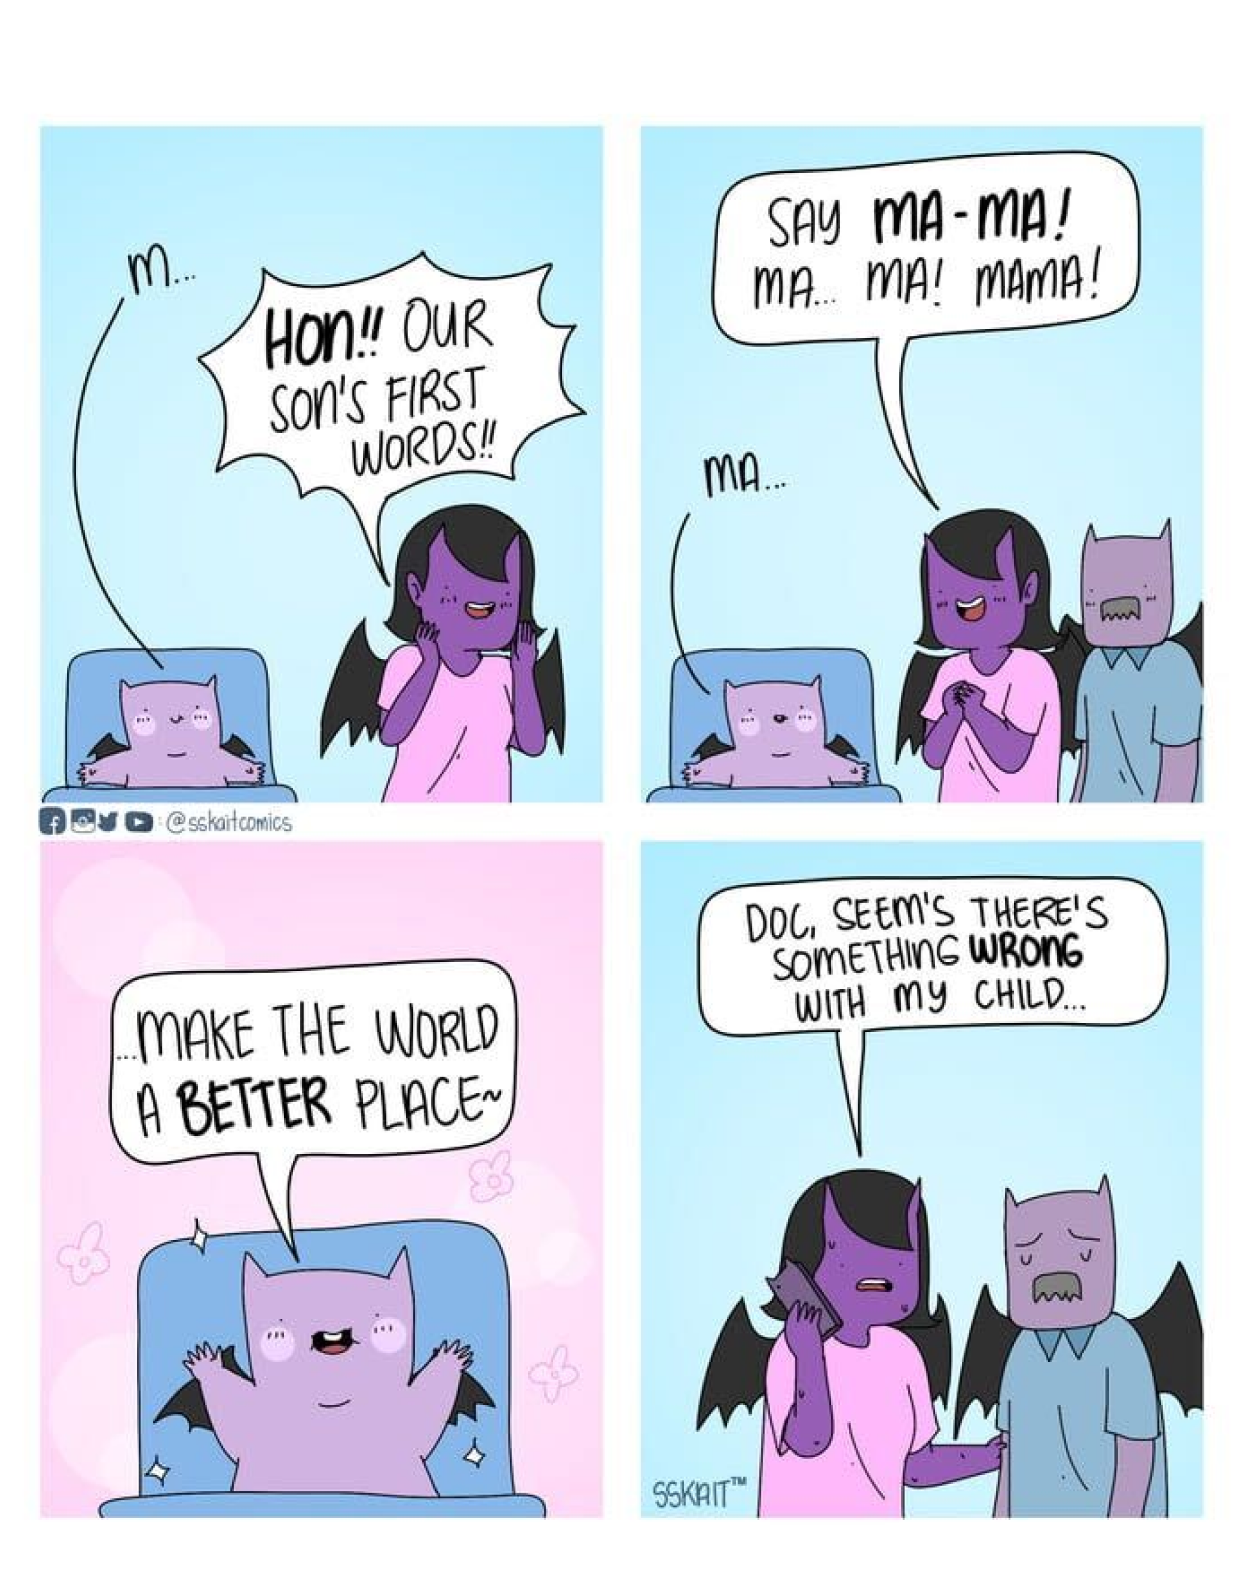 M...
HON!! OUR
SON'S FIRST
WORDS!!
SAY MA-MA!
MA... MA! MAMA!
MA...
: @sskaitcomics
...MAKE THE WORLD
A BETTER PLACE~
DOC, SEEM'S THERE'S
SOMETHING WRONG
WITH MY CHILD...
SSKAIT™